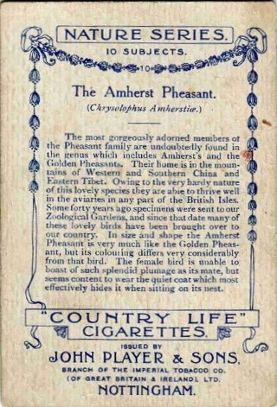 NATURE SERIES.
10 SUBJECTS.
10
The Amherst Pheasant.
(Chrysolophus Amherstiæ.)
The most gorgeously adorned members of
the Pheasant family are undoubtedly found in
the genus which includes Amherst's and the
Golden Pheasants. Their home is in the moun-
tains of Western and Southern China and
Eastern Tibet. Owing to the very hardy nature
of this lovely species they are able to thrive well
in the aviaries in any part of the British Isles.
Some forty years ago specimens were sent to our
Zoological Gardens, and since that date many of
these lovely birds have been brought over to
our country. In size and shape the Amherst
Pheasant is very much like the Golden Pheas-
ant, but its colouring differs very considerably
from that bird. The female bird is unable to
boast of such splendid plumage as its mate, but
seems content to wear the quiet coat which most
effectively hides it when sitting on its nest.
"COUNTRY LIFE"
CIGARETTES.
ISSUED BY
JOHN PLAYER & SONS,
BRANCH OF THE IMPERIAL TOBACCO CO.
(OF GREAT BRITAIN & IRELAND), LTD.
NOTTINGHAM.